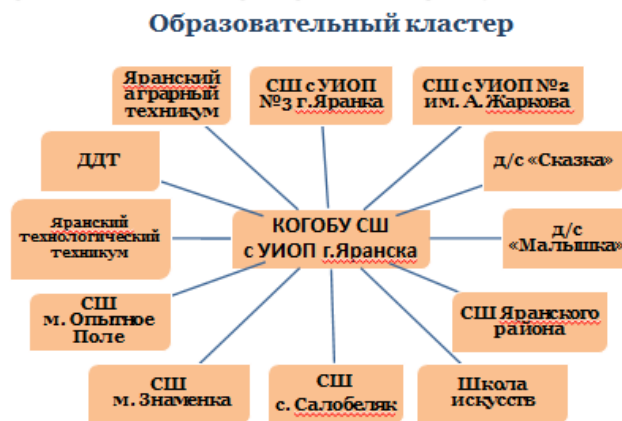 Образовательный кластер
Яранский
аграрный
техникум
СШ с УИОП
№3 г.Яранка
СШ с УИОП №2
им. А. Жаркова
ДДТ
д/с «Сказка»
Яранский
технологический
техникум
КОГОБУ СШ
с УИОП г.Яранска
д/с
«Малышка»
СШ
м. Опытное
Поле
СШ Яранского
района
СШ
м. Знаменка
СШ
с. Салобеляк
Школа
искусств